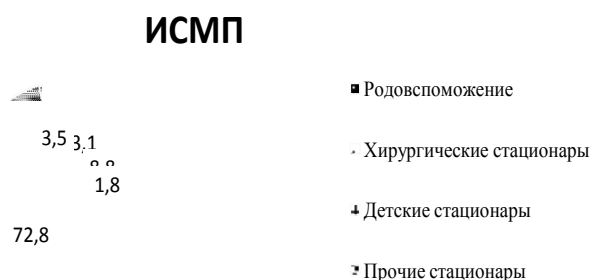 ИСМП
Родовспоможение
3,5
3,1
Хирургические стационары
1,8
Детские стационары
72,8
Прочие стационары